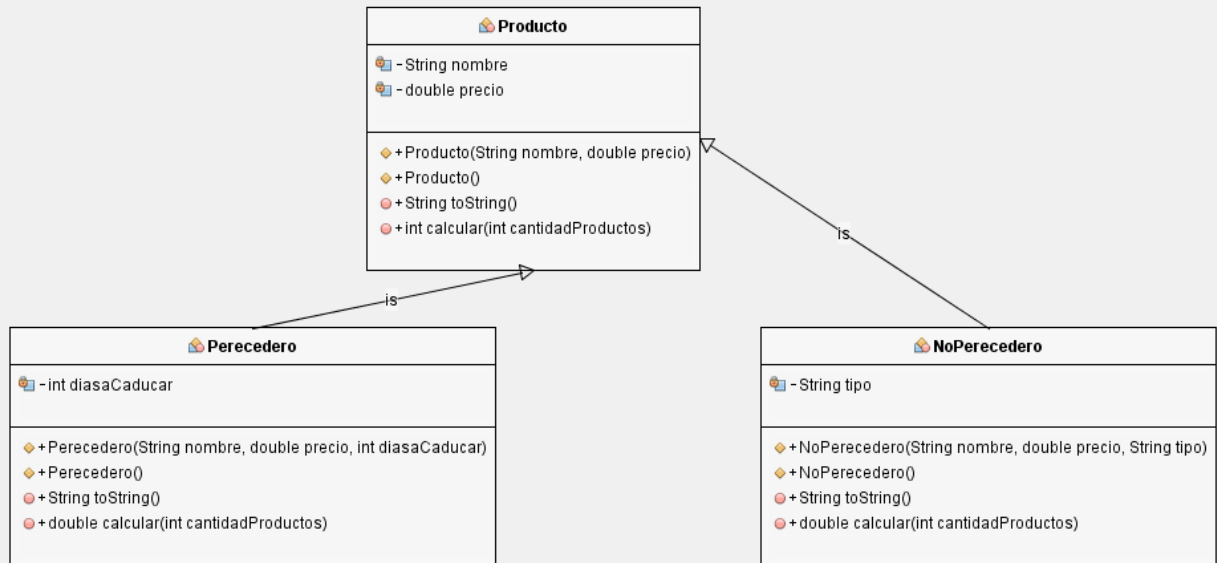 Producto
- String nombre
- double precio
+ Producto(String nombre, double precio)
+ Producto()
+ String toString()
+ int calcular(int cantidadProductos)
is
is
Perecedero
- int diasaCaducar
+ Perecedero(String nombre, double precio, int diasaCaducar)
+ Perecedero()
+ String toString()
+ double calcular(int cantidadProductos)
NoPerecedero
- String tipo
+ NoPerecedero(String nombre, double precio, String tipo)
+ NoPerecedero()
+ String toString()
+ double calcular(int cantidadProductos)